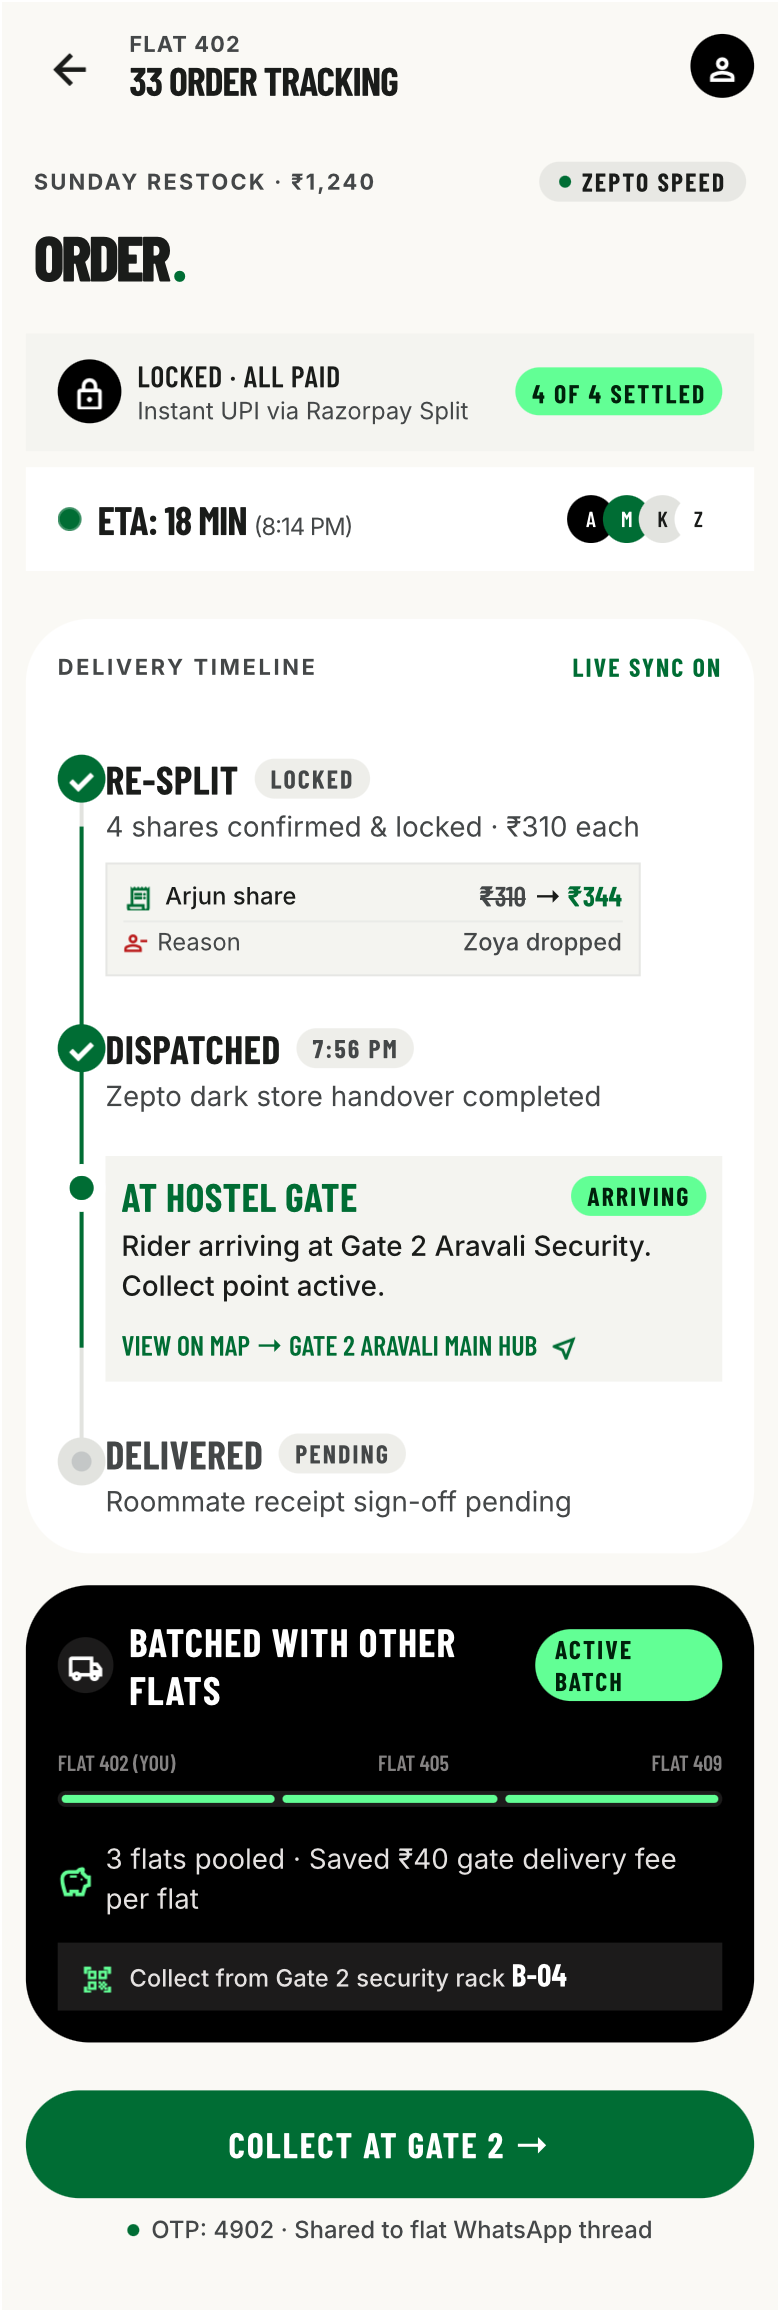 FLAT 402
33 ORDER TRACKING
SUNDAY RESTOCK · ₹1,240
ZEPTO SPEED
ORDER.
LOCKED · ALL PAID
Instant UPI via Razorpay Split
4 OF 4 SETTLED
ETA: 18 MIN (8:14 PM)
A M K Z
DELIVERY TIMELINE
LIVE SYNC ON
RE-SPLIT LOCKED
4 shares confirmed & locked · ₹310 each
Arjun share ₹310 → ₹344
Reason Zoya dropped
DISPATCHED 7:56 PM
Zepto dark store handover completed
AT HOSTEL GATE ARRIVING
Rider arriving at Gate 2 Aravali Security.
Collect point active.
VIEW ON MAP → GATE 2 ARAVALI MAIN HUB
DELIVERED PENDING
Roommate receipt sign-off pending
BATCHED WITH OTHER
FLATS
ACTIVE
BATCH
FLAT 402 (YOU) FLAT 405 FLAT 409
3 flats pooled · Saved ₹40 gate delivery fee
per flat
Collect from Gate 2 security rack B-04
COLLECT AT GATE 2 →
OTP: 4902 · Shared to flat WhatsApp thread